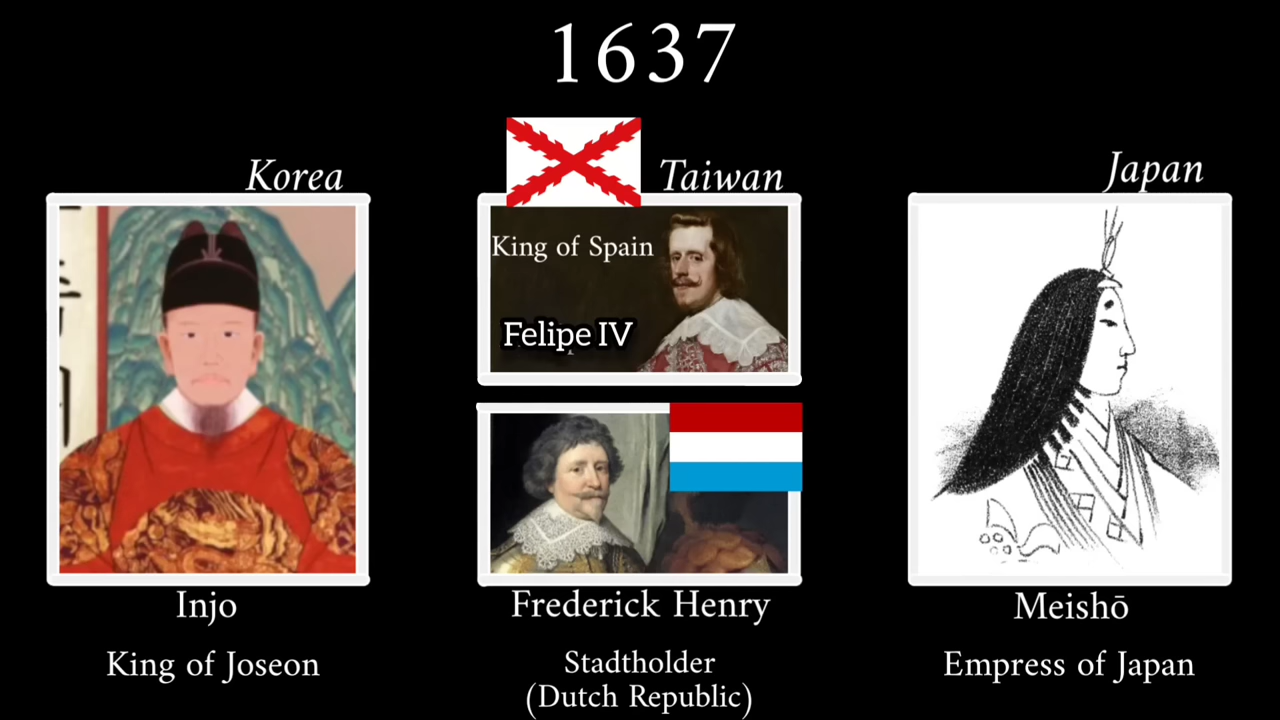 1637
Korea
Taiwan
Japan
King of Spain
Felipe IV
Injo
King of Joseon
Frederick Henry
Stadtholder
(Dutch Republic)
Meishō
Empress of Japan